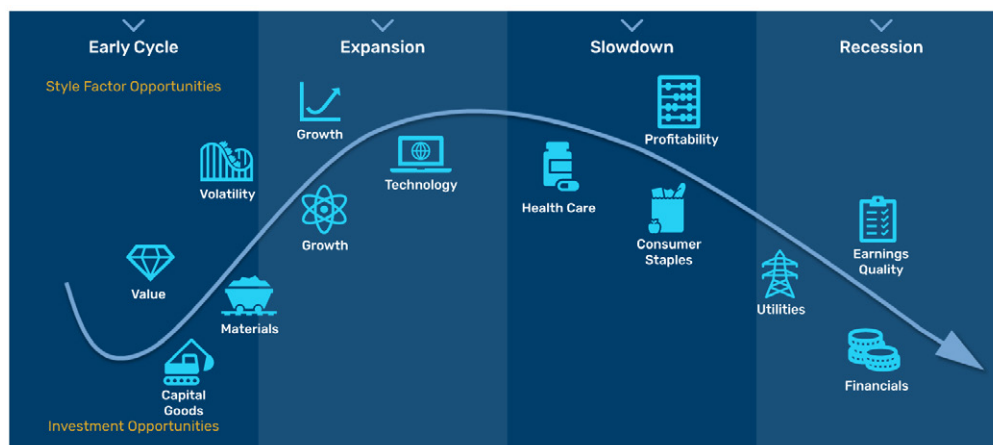 Early Cycle
Expansion
Slowdown
Recession
Style Factor Opportunities
Growth
Profitability
Volatility
Technology
Health Care
Growth
Consumer
Staples
Earnings
Quality
Value
Materials
Utilities
Capital
Goods
Financials
Investment Opportunities